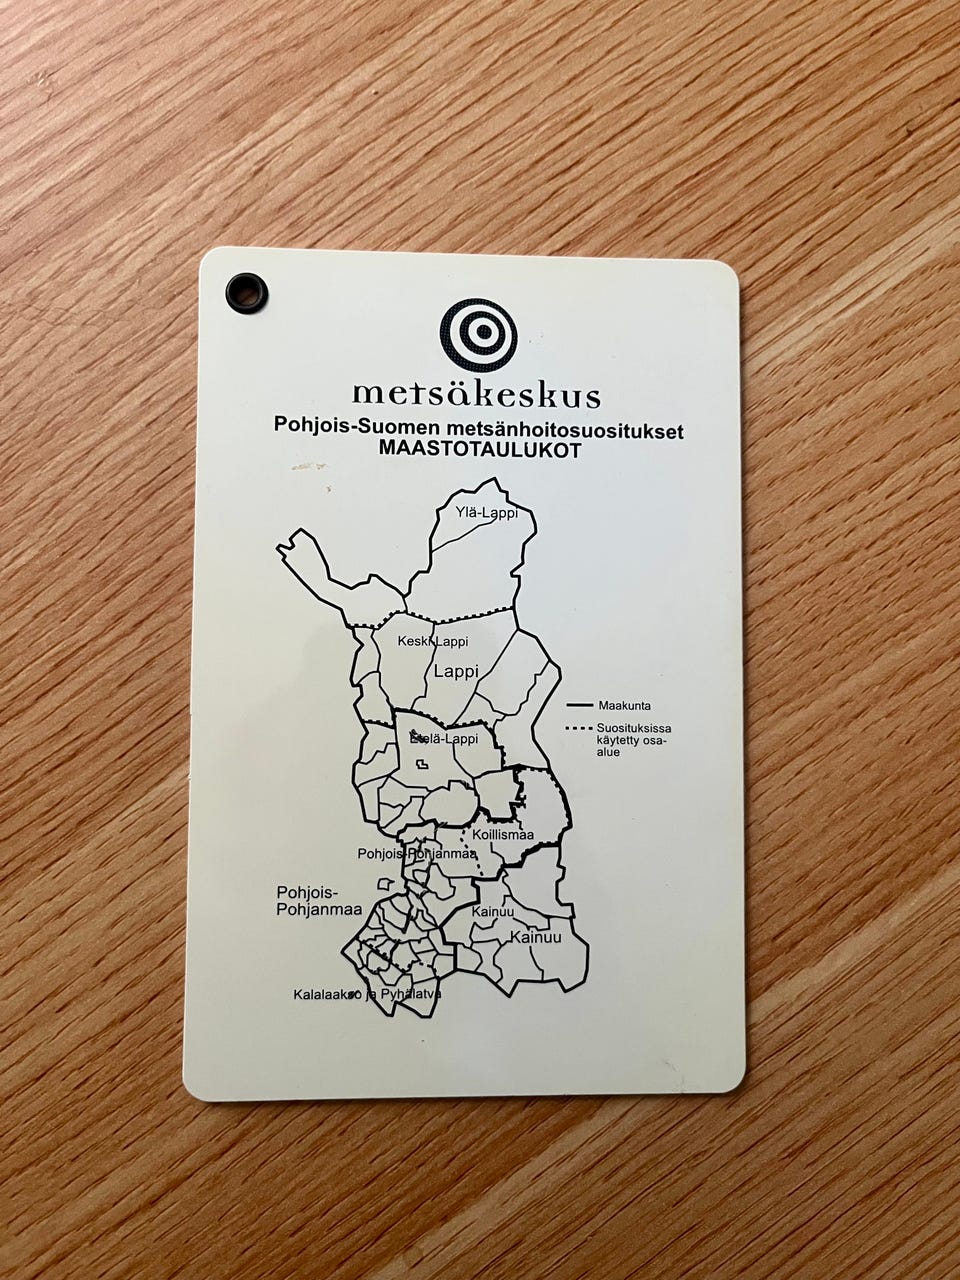 metsäkeskus
Pohjois-Suomen metsänhoitosuositukset
MAASTOTAULUKOT
Ylä-Lappi
Keski-Lappi
Lappi
Maakunta
Suosituksissa
käytetty osa-
alue
Etelä-Lappi
Koillismaa
Pohjois-Pohjanmaa
Pohjois-
Pohjanmaa
Kainuu
Kainuu
Kalalaakso ja Pyhälatva